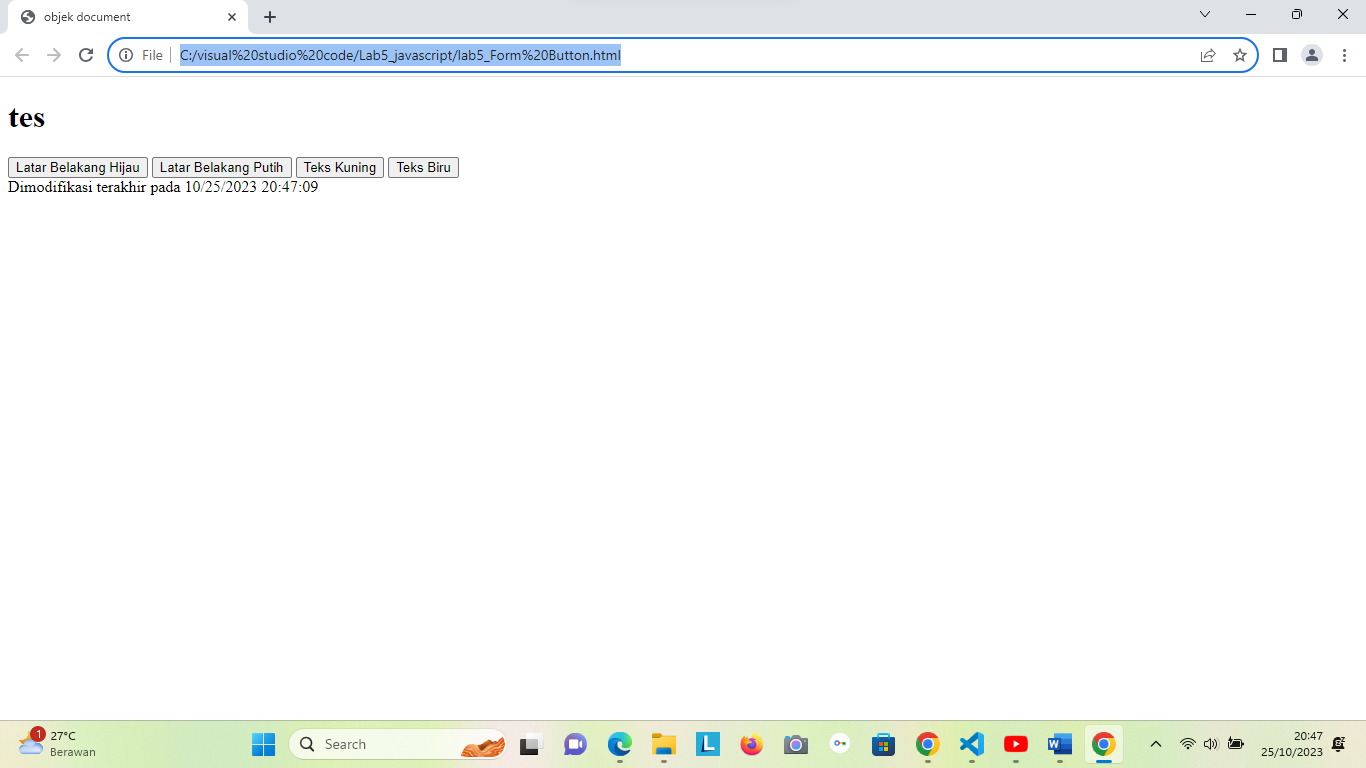 objek document
File
C:/visual%20studio%20code/Lab5_javascript/lab5_Form%20Button.html
tes
Latar Belakang Hijau Latar Belakang Putih Teks Kuning Teks Biru
Dimodifikasi terakhir pada 10/25/2023 20:47:09
1
27°C
Berawan
Search
L
W
20:47
25/10/2023